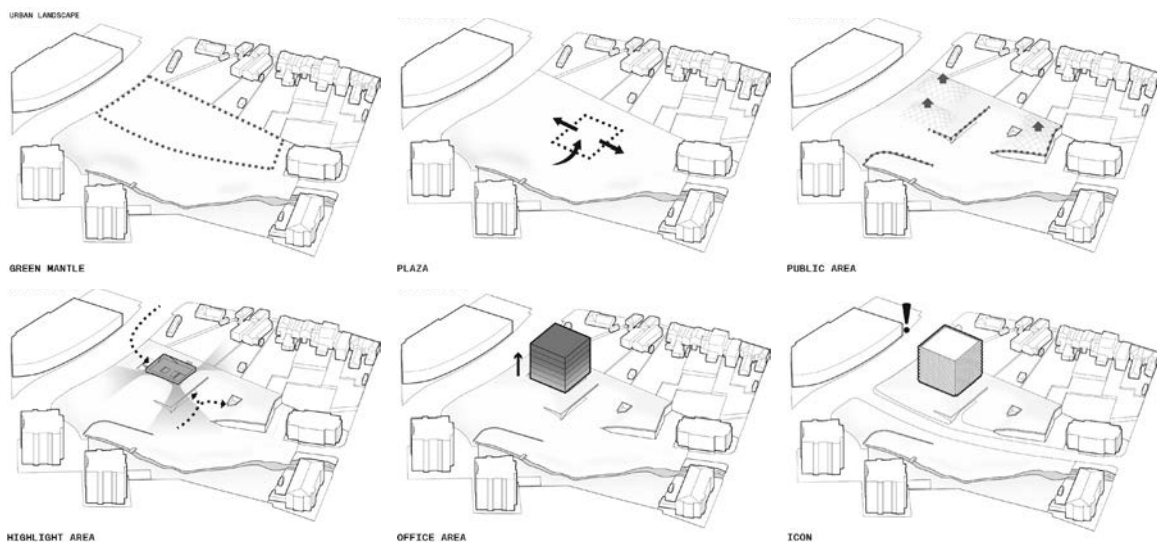 URBAN LANDSCAPE
GREEN MANTLE
PLAZA
PUBLIC AREA
HIGHLIGHT AREA
OFFICE AREA
ICON